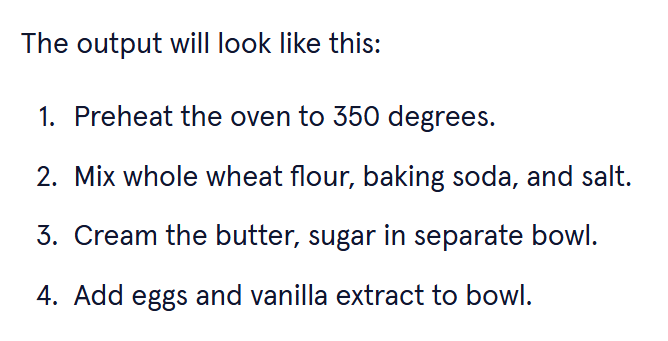 The output will look like this:
1. Preheat the oven to 350 degrees.
2. Mix whole wheat flour, baking soda, and salt.
3. Cream the butter, sugar in separate bowl.
4. Add eggs and vanilla extract to bowl.